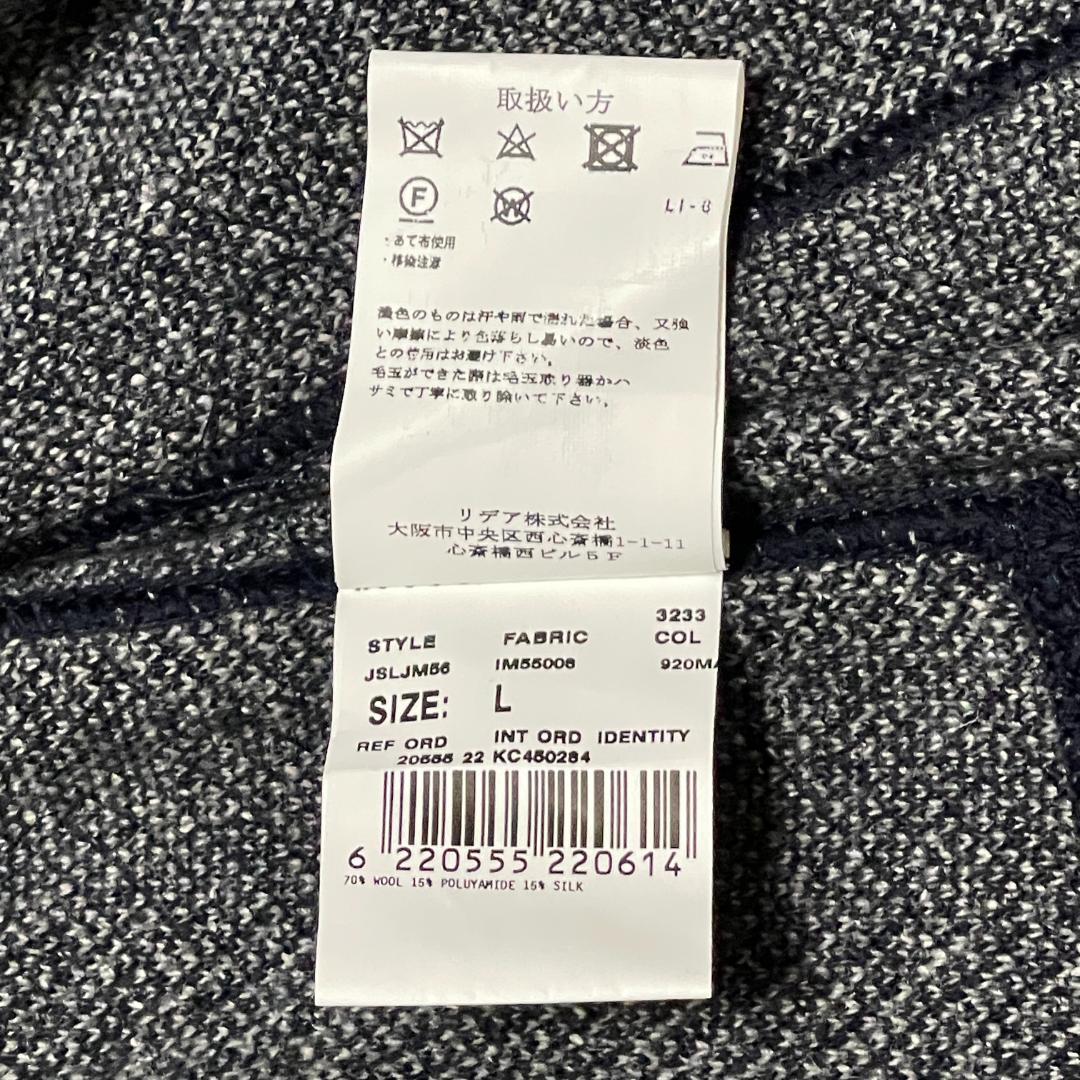 取扱い方
F
W
LI-8
・あて布使用
・移染注意
濃色のものは汗や雨で濡れた場合、又強
い摩擦により色落ちし易いので、淡色
との使用はお避け下さい。
毛玉ができた際は毛玉取り器かハ
サミで丁寧に取り除いて下さい。
リデア株式会社
大阪市中央区西心斎橋1-1-11
心斎橋西ビル5F
3233
STYLE FABRIC COL
JSLJM56 IM55006 920MA
SIZE: L
REF ORD INT ORD IDENTITY
20555 22 KC450284
6 220555 220614
70% WOOL 15% POLUYAMIDE 15% SILK